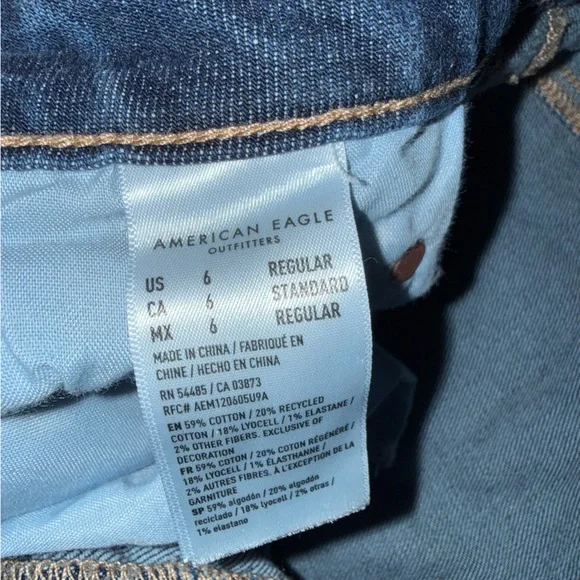 AMERICAN EAGLE
OUTFITTERS
US 6 REGULAR
CA 6 STANDARD
MX 6 REGULAR
MADE IN CHINA / FABRIQUÉ EN
CHINE / HECHO EN CHINA
RN 54485 / CA 03873
RFC# AEM120605U9A
EN 59% COTTON / 20% RECYCLED
COTTON / 18% LYOCELL / 1% ELASTANE /
2% OTHER FIBERS. EXCLUSIVE OF
DECORATION
FR 59% COTON / 20% COTON RÉGÉNÉRÉ /
18% LYOCELL / 1% ÉLASTHANNE /
2% AUTRES FIBRES. À L'EXCEPTION DE LA
GARNITURE
SP 59% algodón / 20% algodón
reciclado / 18% lyocell / 2% otras /
1% elastano